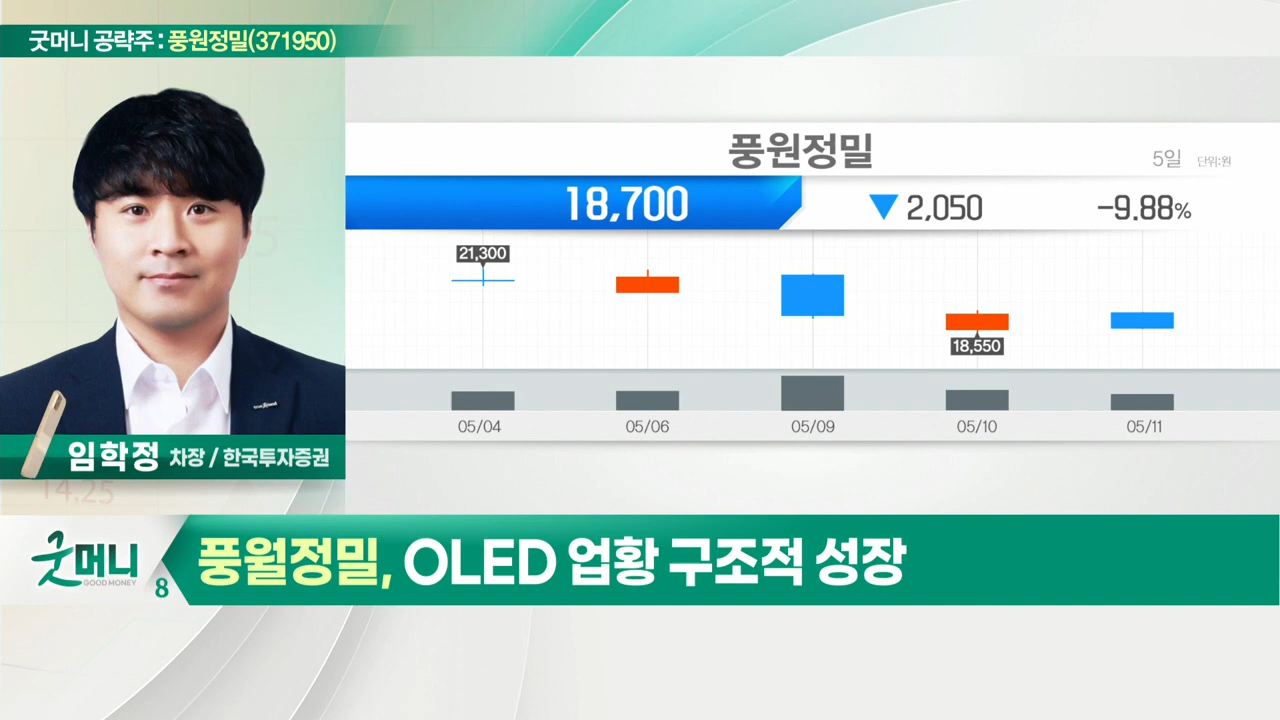 굿머니 공략주 : 풍원정밀(371950)
풍원정밀
5일 단위:원
18,700 ▼ 2,050 -9.88%
21,300
18,550
05/04 05/06 05/09 05/10 05/11
임학정 차장 / 한국투자증권
14.25
굿머니
GOOD MONEY
8
풍월정밀, OLED 업황 구조적 성장